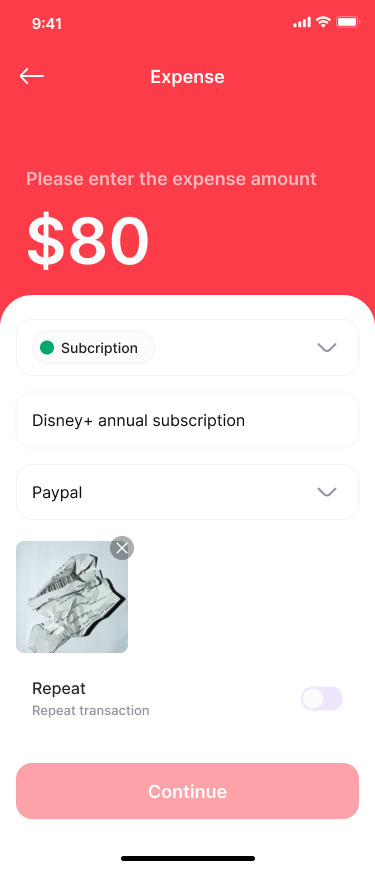 9:41
Expense
Please enter the expense amount
$80
Subcription
Disney+ annual subscription
Paypal
Repeat
Repeat transaction
Continue